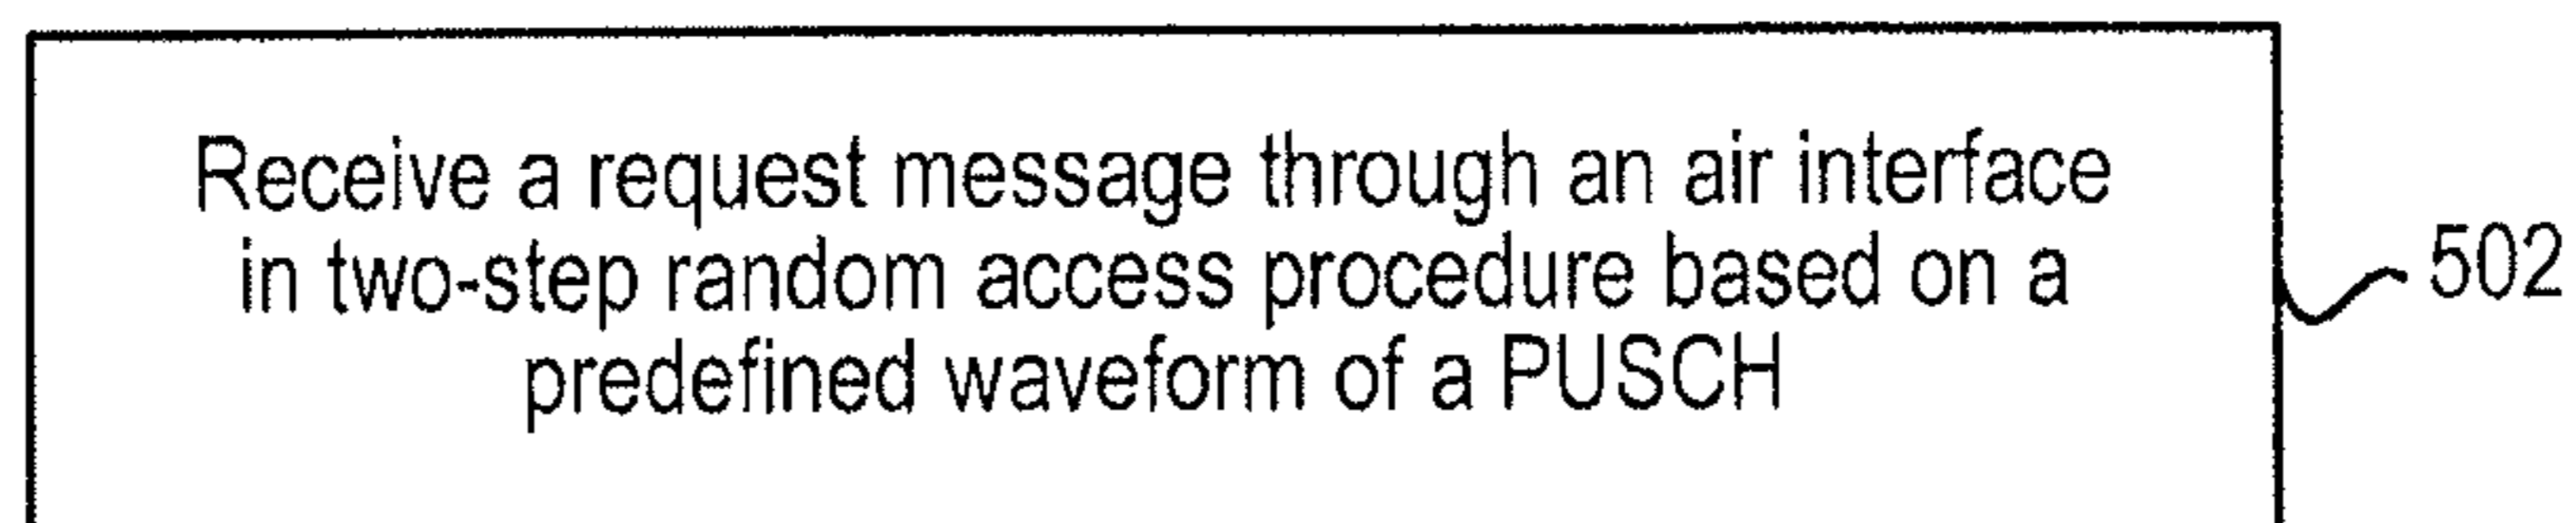 Receive a request message through an air interface
in two-step random access procedure based on a
predefined waveform of a PUSCH
502